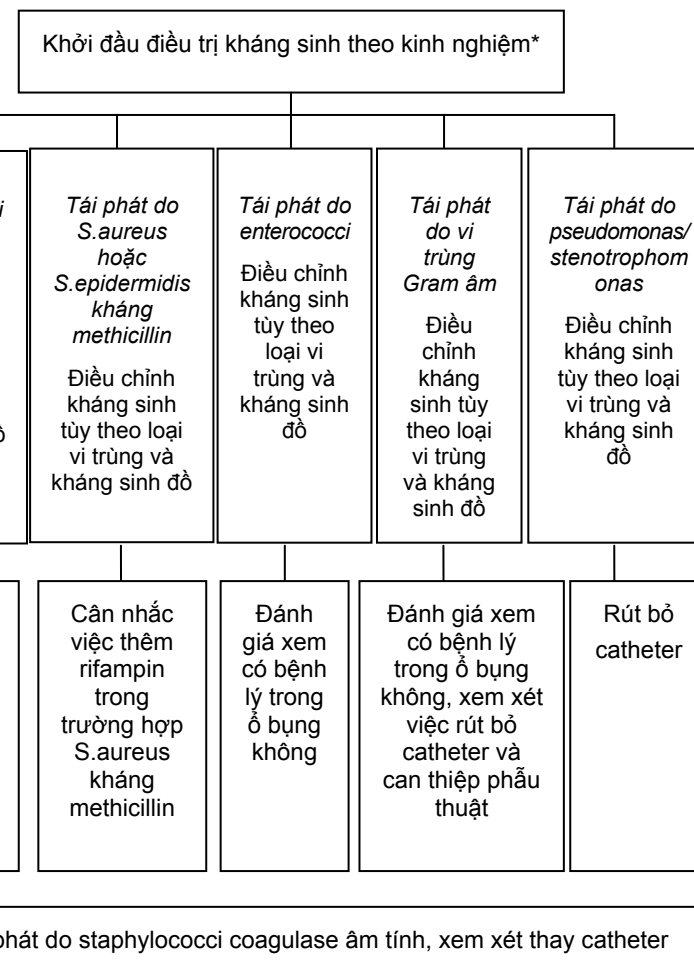 Khởi đầu điều trị kháng sinh theo kinh nghiệm*
Tái phát do
S.aureus
hoặc
S.epidermidis
kháng
methicillin
Điều chỉnh
kháng sinh
tùy theo loại
vi trùng và
kháng sinh đồ
Tái phát do
enterococci
Điều chỉnh
kháng sinh
tùy theo
loại vi
trùng và
kháng sinh
đồ
Tái phát
do vi
trùng
Gram âm
Điều
chỉnh
kháng
sinh tùy
theo loại
vi trùng
và kháng
sinh đồ
Tái phát do
pseudomonas/
stenotrophom
onas
Điều chỉnh
kháng sinh
tùy theo loại
vi trùng và
kháng sinh
đồ
Cân nhắc
việc thêm
rifampin
trong
trường hợp
S.aureus
kháng
methicillin
Đánh
giá xem
có bệnh
lý trong
ổ bụng
không
Đánh giá xem
có bệnh lý
trong ổ bụng
không, xem xét
việc rút bỏ
catheter và
can thiệp phẫu
thuật
Rút bỏ
catheter
phát do staphylococci coagulase âm tính, xem xét thay catheter